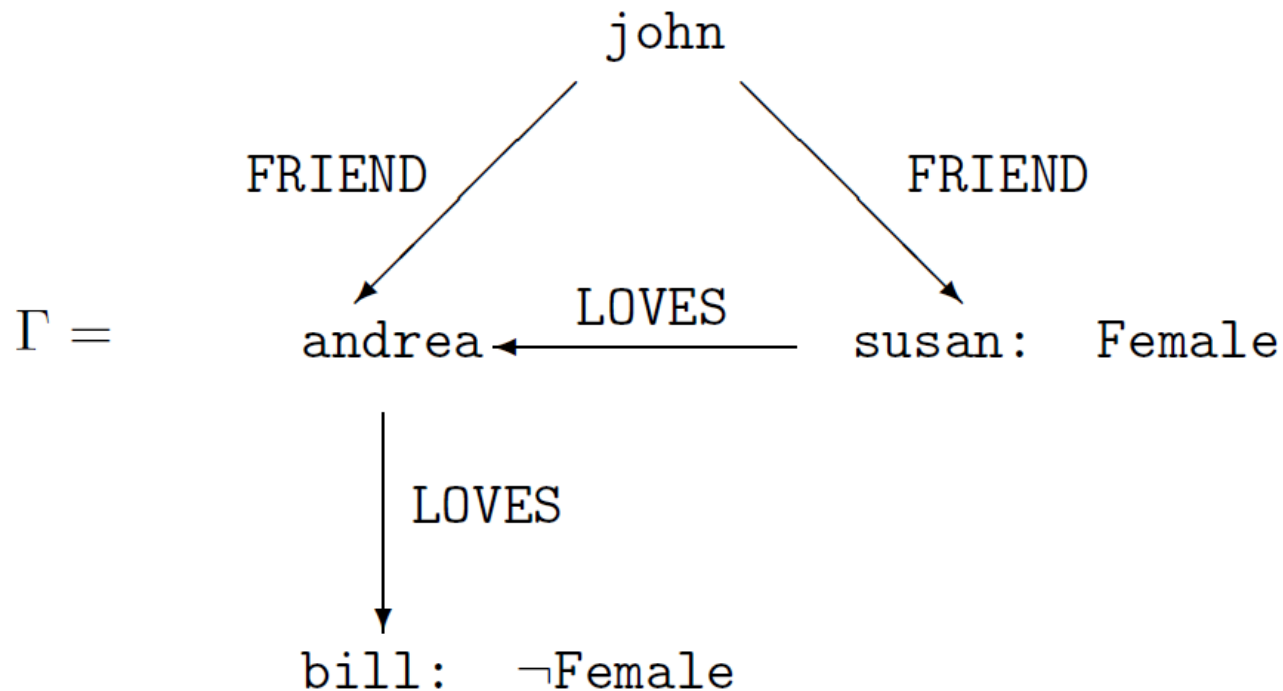 john
FRIEND FRIEND
LOVES
Γ = andrea susan: Female
LOVES
bill: ¬Female